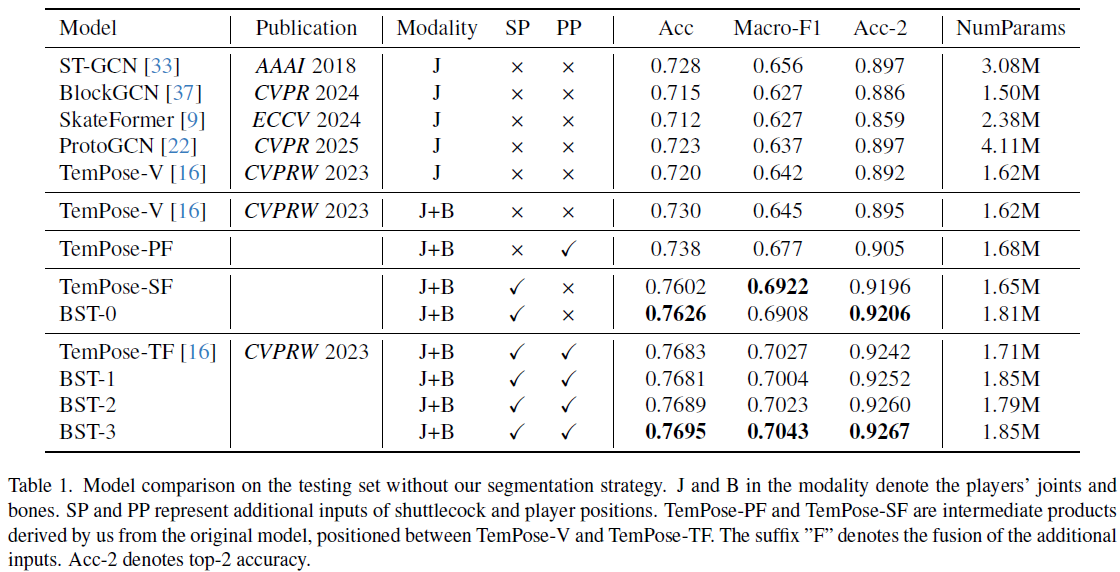 Model Publication Modality SP PP Acc Macro-F1 Acc-2 NumParams
ST-GCN [33] AAAI 2018 J × × 0.728 0.656 0.897 3.08M
BlockGCN [37] CVPR 2024 J × × 0.715 0.627 0.886 1.50M
SkateFormer [9] ECCV 2024 J × × 0.712 0.627 0.859 2.38M
ProtoGCN [22] CVPR 2025 J × × 0.723 0.637 0.897 4.11M
TemPose-V [16] CVPRW 2023 J × × 0.720 0.642 0.892 1.62M
TemPose-V [16] CVPRW 2023 J+B × × 0.730 0.645 0.895 1.62M
TemPose-PF J+B × ✓ 0.738 0.677 0.905 1.68M
TemPose-SF J+B ✓ × 0.7602 0.6922 0.9196 1.65M
BST-0 J+B ✓ × 0.7626 0.6908 0.9206 1.81M
TemPose-TF [16] CVPRW 2023 J+B ✓ ✓ 0.7683 0.7027 0.9242 1.71M
BST-1 J+B ✓ ✓ 0.7681 0.7004 0.9252 1.85M
BST-2 J+B ✓ ✓ 0.7689 0.7023 0.9260 1.79M
BST-3 J+B ✓ ✓ 0.7695 0.7043 0.9267 1.85M
Table 1. Model comparison on the testing set without our segmentation strategy. J and B in the modality denote the players' joints and
bones. SP and PP represent additional inputs of shuttlecock and player positions. TemPose-PF and TemPose-SF are intermediate products
derived by us from the original model, positioned between TemPose-V and TemPose-TF. The suffix "F" denotes the fusion of the additional
inputs. Acc-2 denotes top-2 accuracy.